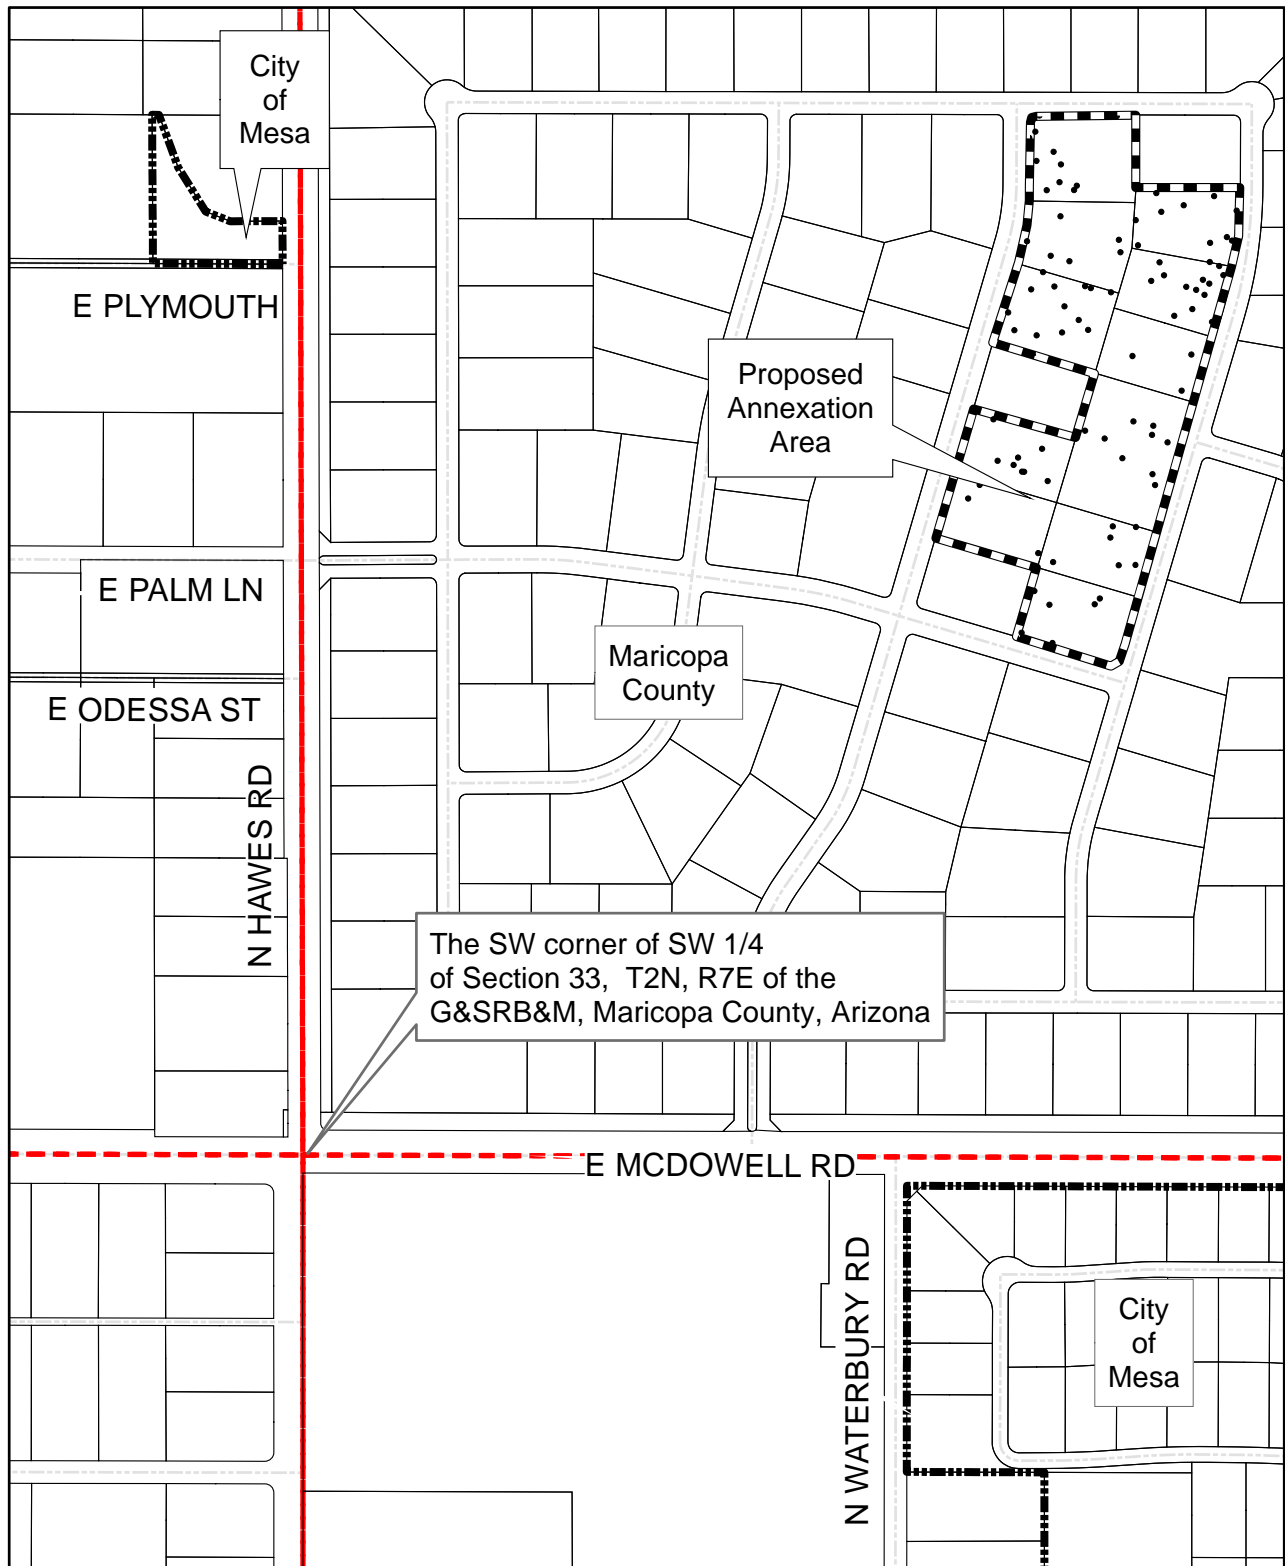 City
of
Mesa
E PLYMOUTH
Proposed
Annexation
Area
E PALM LN
Maricopa
County
E ODESSA ST
N HAWES RD
The SW corner of SW 1/4
of Section 33, T2N, R7E of the
G&SRB&M, Maricopa County, Arizona
E MCDOWELL RD
N WATERBURY RD
City
of
Mesa